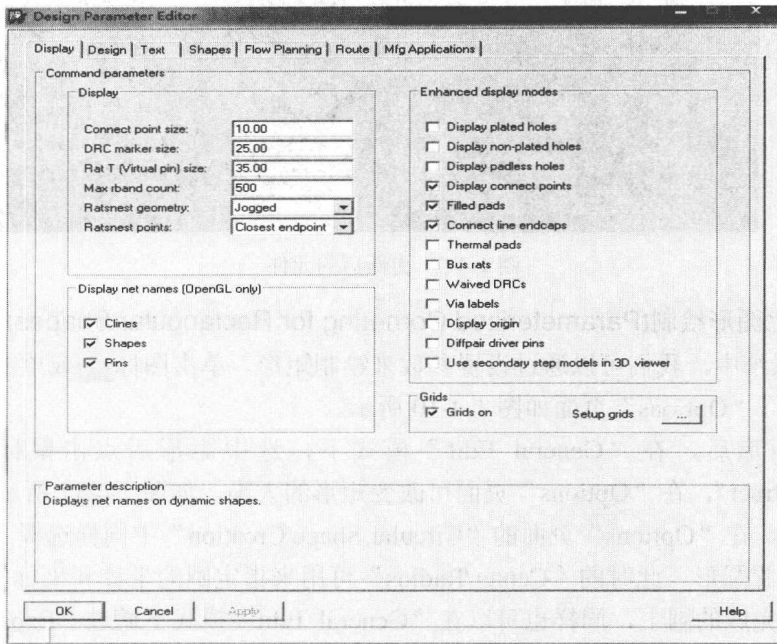 Design Parameter Editor
Display
Design
Text
Shapes
Flow Planning
Route
Mfg Applications
Command parameters
Display
Connect point size: 10.00
DRC marker size: 25.00
Rat T (Virtual pin) size: 35.00
Max rband count: 500
Ratsnest geometry: Jogged
Ratsnest points: Closest endpoint
Display net names (OpenGL only)
Clines
Shapes
Pins
Enhanced display modes
Display plated holes
Display non-plated holes
Display padless holes
Display connect points
Filled pads
Connect line endcaps
Thermal pads
Bus rats
Waived DRCs
Via labels
Display origin
Diffpair driver pins
Use secondary step models in 3D viewer
Grids
Grids on
Setup grids
...
Parameter description
Displays net names on dynamic shapes.
OK
Cancel
Apply
Help